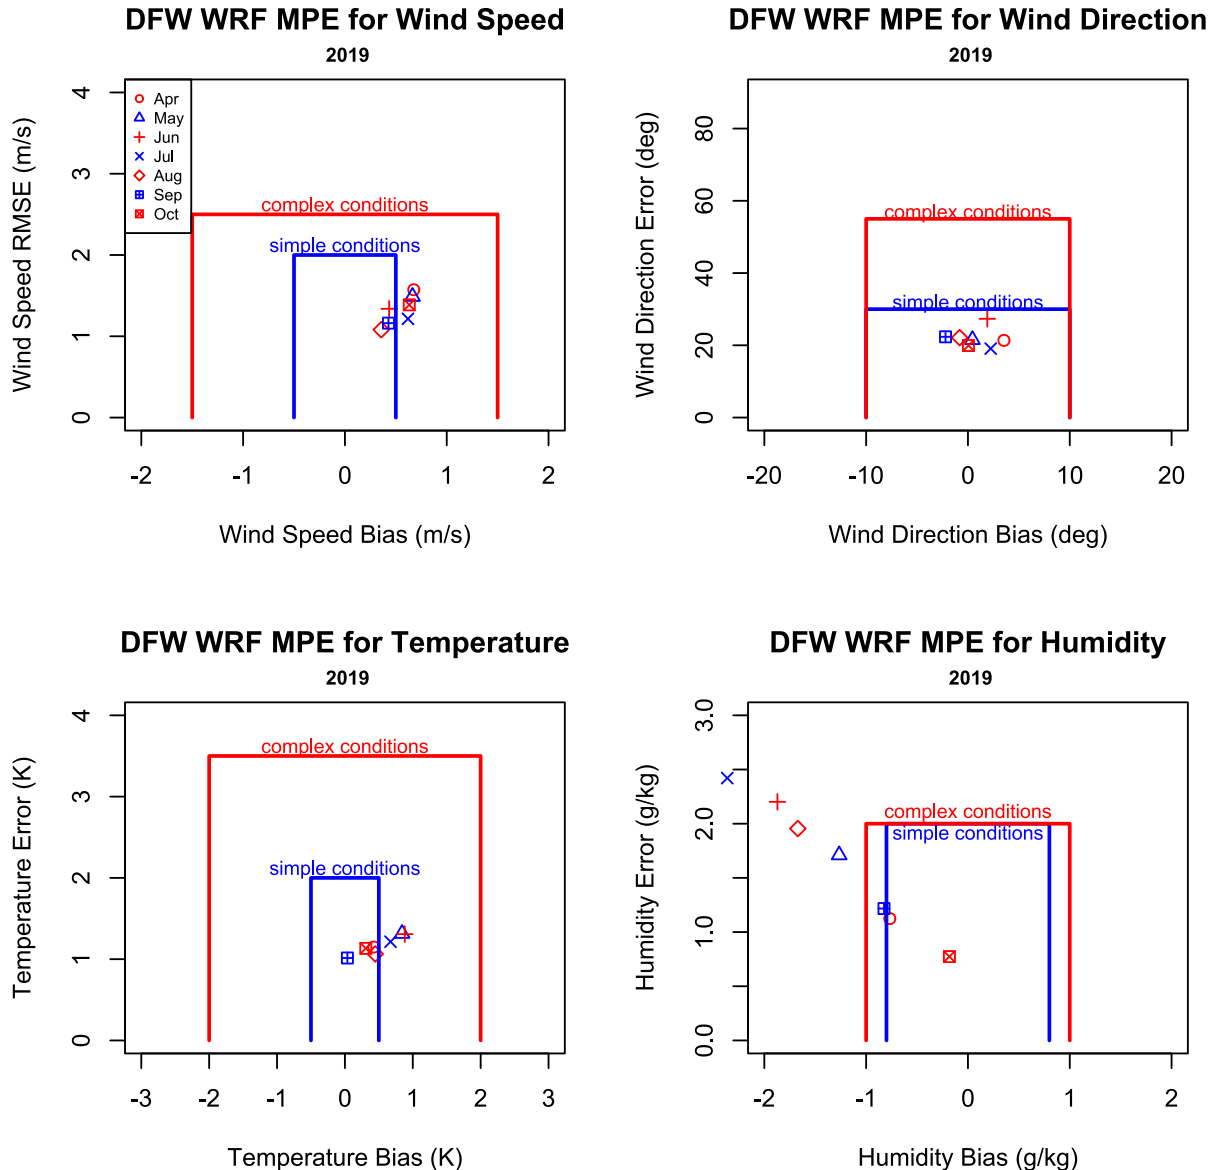 DFW WRF MPE for Wind Speed
2019
4
3
2
1
0
Wind Speed RMSE (m/s)
Apr
May
Jun
Jul
Aug
Sep
Oct
complex conditions
simple conditions
-2 -1 0 1 2
Wind Speed Bias (m/s)
DFW WRF MPE for Wind Direction
2019
80
60
40
20
0
Wind Direction Error (deg)
complex conditions
simple conditions
-20 -10 0 10 20
Wind Direction Bias (deg)
DFW WRF MPE for Temperature
2019
4
3
2
1
0
Temperature Error (K)
complex conditions
simple conditions
-3 -2 -1 0 1 2 3
Temperature Bias (K)
DFW WRF MPE for Humidity
2019
3.0
2.0
1.0
0.0
Humidity Error (g/kg)
complex conditions
simple conditions
-2 -1 0 1 2
Humidity Bias (g/kg)